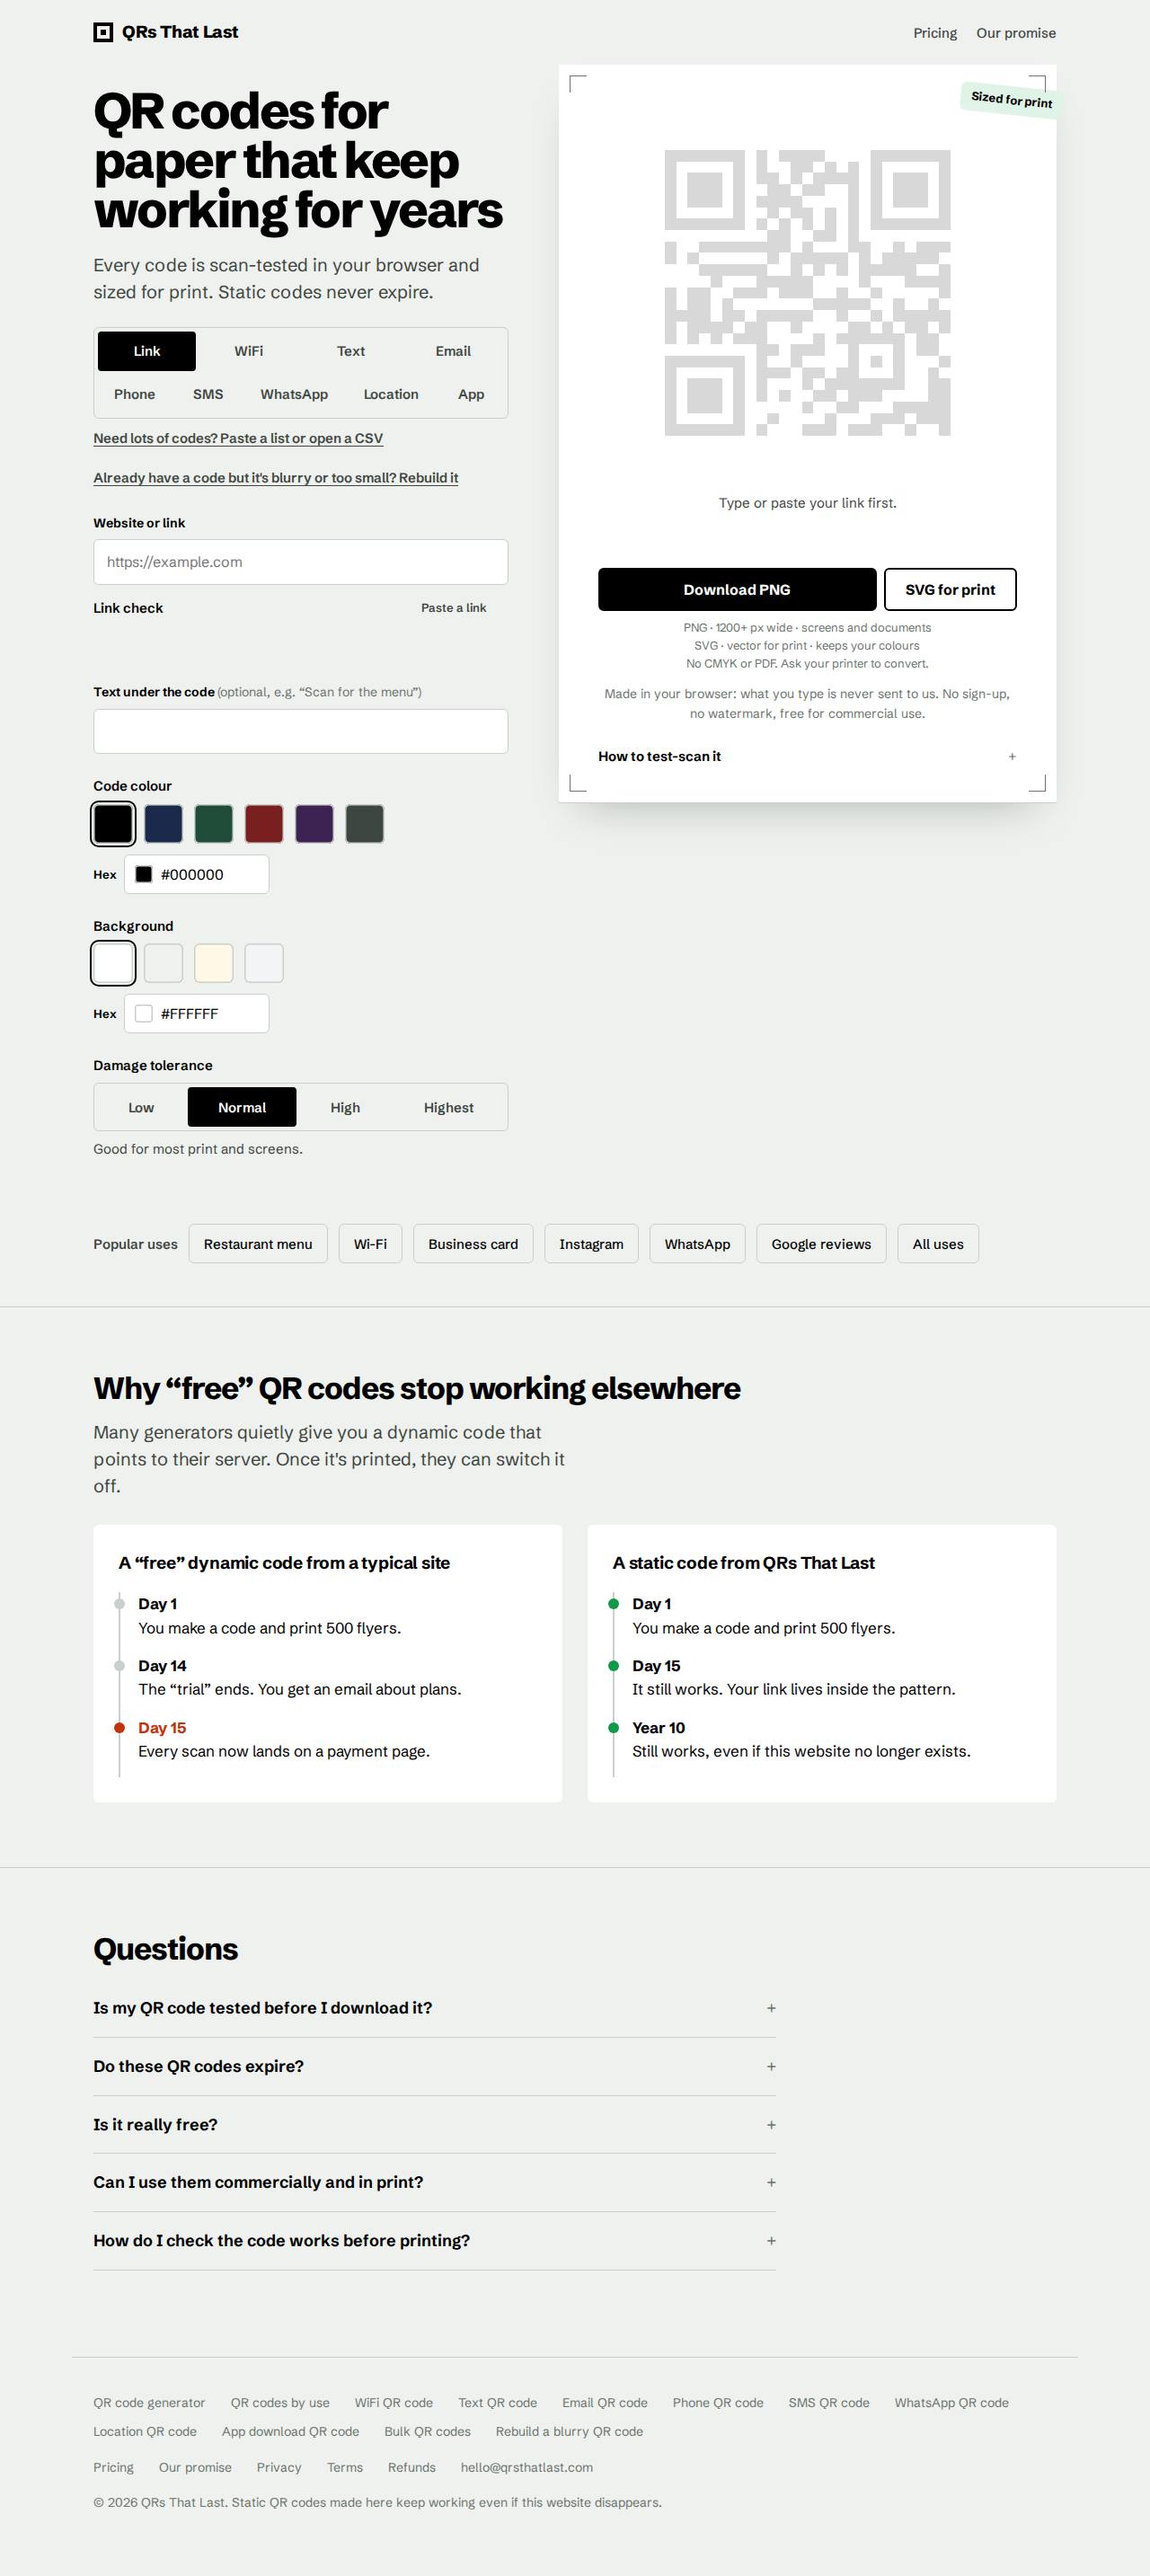 QRs That Last
Pricing
Our promise
QR codes for
paper that keep
working for years
Every code is scan-tested in your browser and
sized for print. Static codes never expire.
Link
WiFi
Text
Email
Phone
SMS
WhatsApp
Location
App
Need lots of codes? Paste a list or open a CSV
Already have a code but it's blurry or too small? Rebuild it
Website or link
https://example.com
Link check
Paste a link
Text under the code (optional, e.g. “Scan for the menu”)
Code colour
Hex
#000000
Background
Hex
#FFFFFF
Damage tolerance
Low
Normal
High
Highest
Good for most print and screens.
Sized for print
Type or paste your link first.
Download PNG
SVG for print
PNG · 1200+ px wide · screens and documents
SVG · vector for print · keeps your colours
No CMYK or PDF. Ask your printer to convert.
Made in your browser: what you type is never sent to us. No sign-up,
no watermark, free for commercial use.
How to test-scan it
+
Popular uses
Restaurant menu
Wi-Fi
Business card
Instagram
WhatsApp
Google reviews
All uses
Why “free” QR codes stop working elsewhere
Many generators quietly give you a dynamic code that
points to their server. Once it's printed, they can switch it
off.
A “free” dynamic code from a typical site
Day 1
You make a code and print 500 flyers.
Day 14
The “trial” ends. You get an email about plans.
Day 15
Every scan now lands on a payment page.
A static code from QRs That Last
Day 1
You make a code and print 500 flyers.
Day 15
It still works. Your link lives inside the pattern.
Year 10
Still works, even if this website no longer exists.
Questions
Is my QR code tested before I download it?
+
Do these QR codes expire?
+
Is it really free?
+
Can I use them commercially and in print?
+
How do I check the code works before printing?
+
QR code generator
QR codes by use
WiFi QR code
Text QR code
Email QR code
Phone QR code
SMS QR code
WhatsApp QR code
Location QR code
App download QR code
Bulk QR codes
Rebuild a blurry QR code
Pricing
Our promise
Privacy
Terms
Refunds
hello@qrsthatlast.com
© 2026 QRs That Last. Static QR codes made here keep working even if this website disappears.